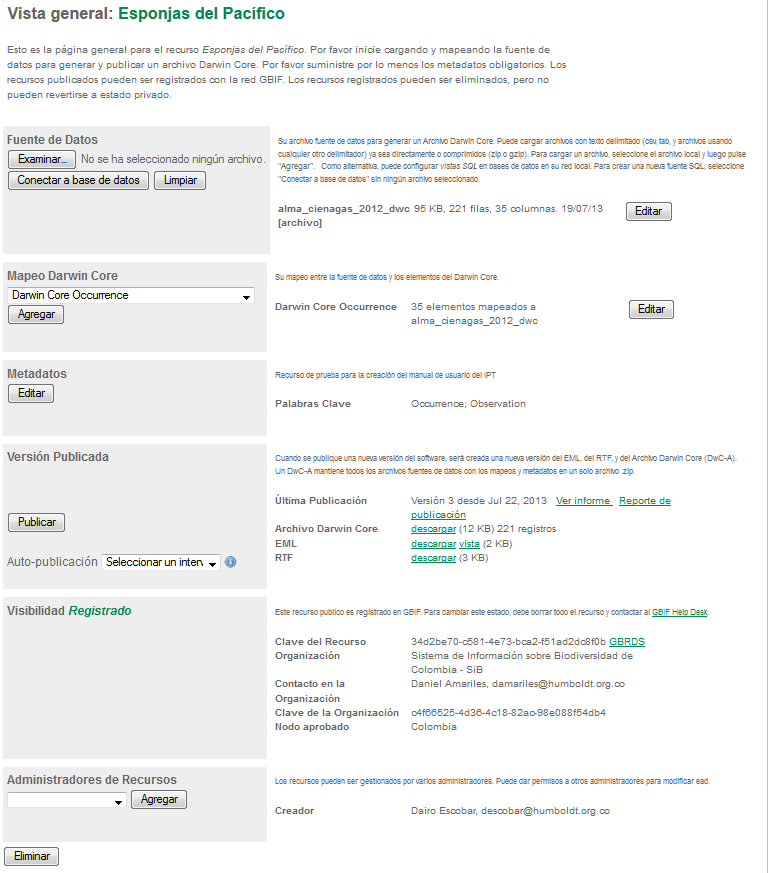 Vista general: Esponjas del Pacífico
Esto es la página general para el recurso Esponjas del Pacífico. Por favor inicie cargando y mapeando la fuente de
datos para generar y publicar un archivo Darwin Core. Por favor suministre por lo menos los metadatos obligatorios. Los
recursos publicados pueden ser registrados con la red GBIF. Los recursos registrados pueden ser eliminados, pero no
pueden revertirse a estado privado.
Fuente de Datos
Examinar... No se ha seleccionado ningún archivo.
Conectar a base de datos Limpiar
Su archivo fuente de datos para generar un Archivo Darwin Core. Puede cargar archivos con texto delimitado (csv, tab, y archivos usando
cualquier otro delimitador) ya sea directamente o comprimidos (zip o gzip). Para cargar un archivo, seleccione el archivo local y luego pulse
"Agregar". Como alternativa, puede configurar vistas SQL en bases de datos en su red local. Para crear una nueva fuente SQL, seleccione
"Conectar a base de datos" sin ningún archivo seleccionado.
alma_cienagas_2012_dwc 95 KB, 221 filas, 35 columnas. 19/07/13 Editar
[archivo]
Mapeo Darwin Core
Darwin Core Occurrence
Agregar
Su mapeo entre la fuente de datos y los elementos del Darwin Core.
Darwin Core Occurrence 35 elementos mapeados a Editar
alma_cienagas_2012_dwc
Metadatos
Editar
Recurso de prueba para la creación del manual de usuario del IPT
Palabras Clave Occurrence; Observation
Versión Publicada
Publicar
Auto-publicación Seleccionar un inter
Cuando se publique una nueva versión del software, será creada una nueva versión del EML, del RTF, y del Archivo Darwin Core (DwC-A).
Un DwC-A mantiene todos los archivos fuentes de datos con los mapeos y metadatos en un solo archivo .zip.
Última Publicación Versión 3 desde Jul 22, 2013 Ver informe Reporte de
publicación
Archivo Darwin Core descargar (12 KB) 221 registros
EML descargar vista (2 KB)
RTF descargar (3 KB)
Visibilidad Registrado
Este recurso publico es registrado en GBIF. Para cambiar este estado, debe borrar todo el recurso y contactar al GBIF Help Desk.
Clave del Recurso 34d2be70-c581-4e73-bca2-f51ad2dc8f0b GBRDS
Organización Sistema de Información sobre Biodiversidad de
Colombia - SiB
Contacto en la Daniel Amariles, damariles@humboldt.org.co
Organización
Clave de la Organización c4f66525-4d36-4c18-82ac-98e088f54db4
Nodo aprobado Colombia
Administradores de Recursos
Agregar
Los recursos pueden ser gestionados por varios administradores. Puede dar permisos a otros administradores para modificar ead.
Creador Dairo Escobar, descobar@humboldt.org.co
Eliminar